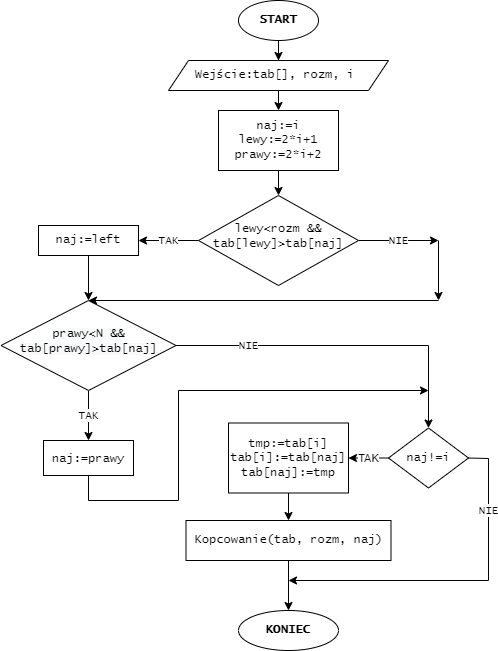 START
Wejście:tab[], rozm, i
naj:=i
lewy:=2*i+1
prawy:=2*i+2
lewy<rozm &&
tab[lewy]>tab[naj]
TAK
NIE
naj:=left
prawy<N &&
tab[prawy]>tab[naj]
NIE
TAK
naj:=prawy
naj!=i
TAK
NIE
tmp:=tab[i]
tab[i]:=tab[naj]
tab[naj]:=tmp
Kopcowanie(tab, rozm, naj)
KONIEC